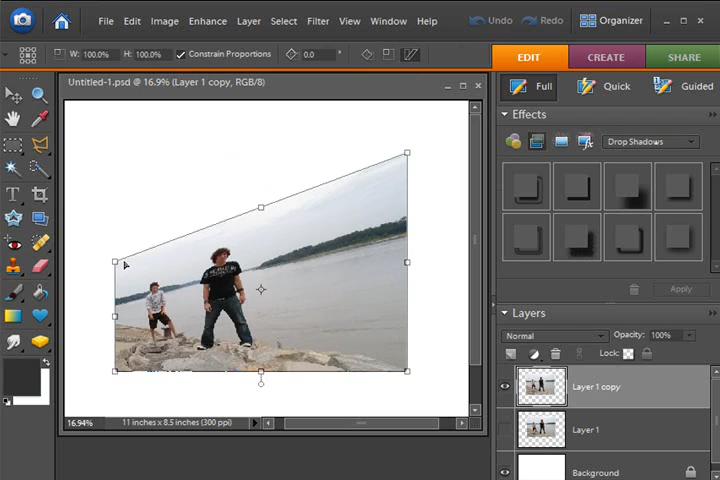 File Edit Image Enhance Layer Select Filter View Window Help Undo Redo Organizer
W: 100.0% H: 100.0% Constrain Proportions 0.0 ° EDIT CREATE SHARE
Untitled-1.psd @ 16.9% (Layer 1 copy, RGB/8)
Full Quick Guided
Effects
Drop Shadows
Apply
Layers
Normal Opacity: 100%
Lock:
Layer 1 copy
Layer 1
16.94% 11 inches x 8.5 inches (300 ppi)
Background